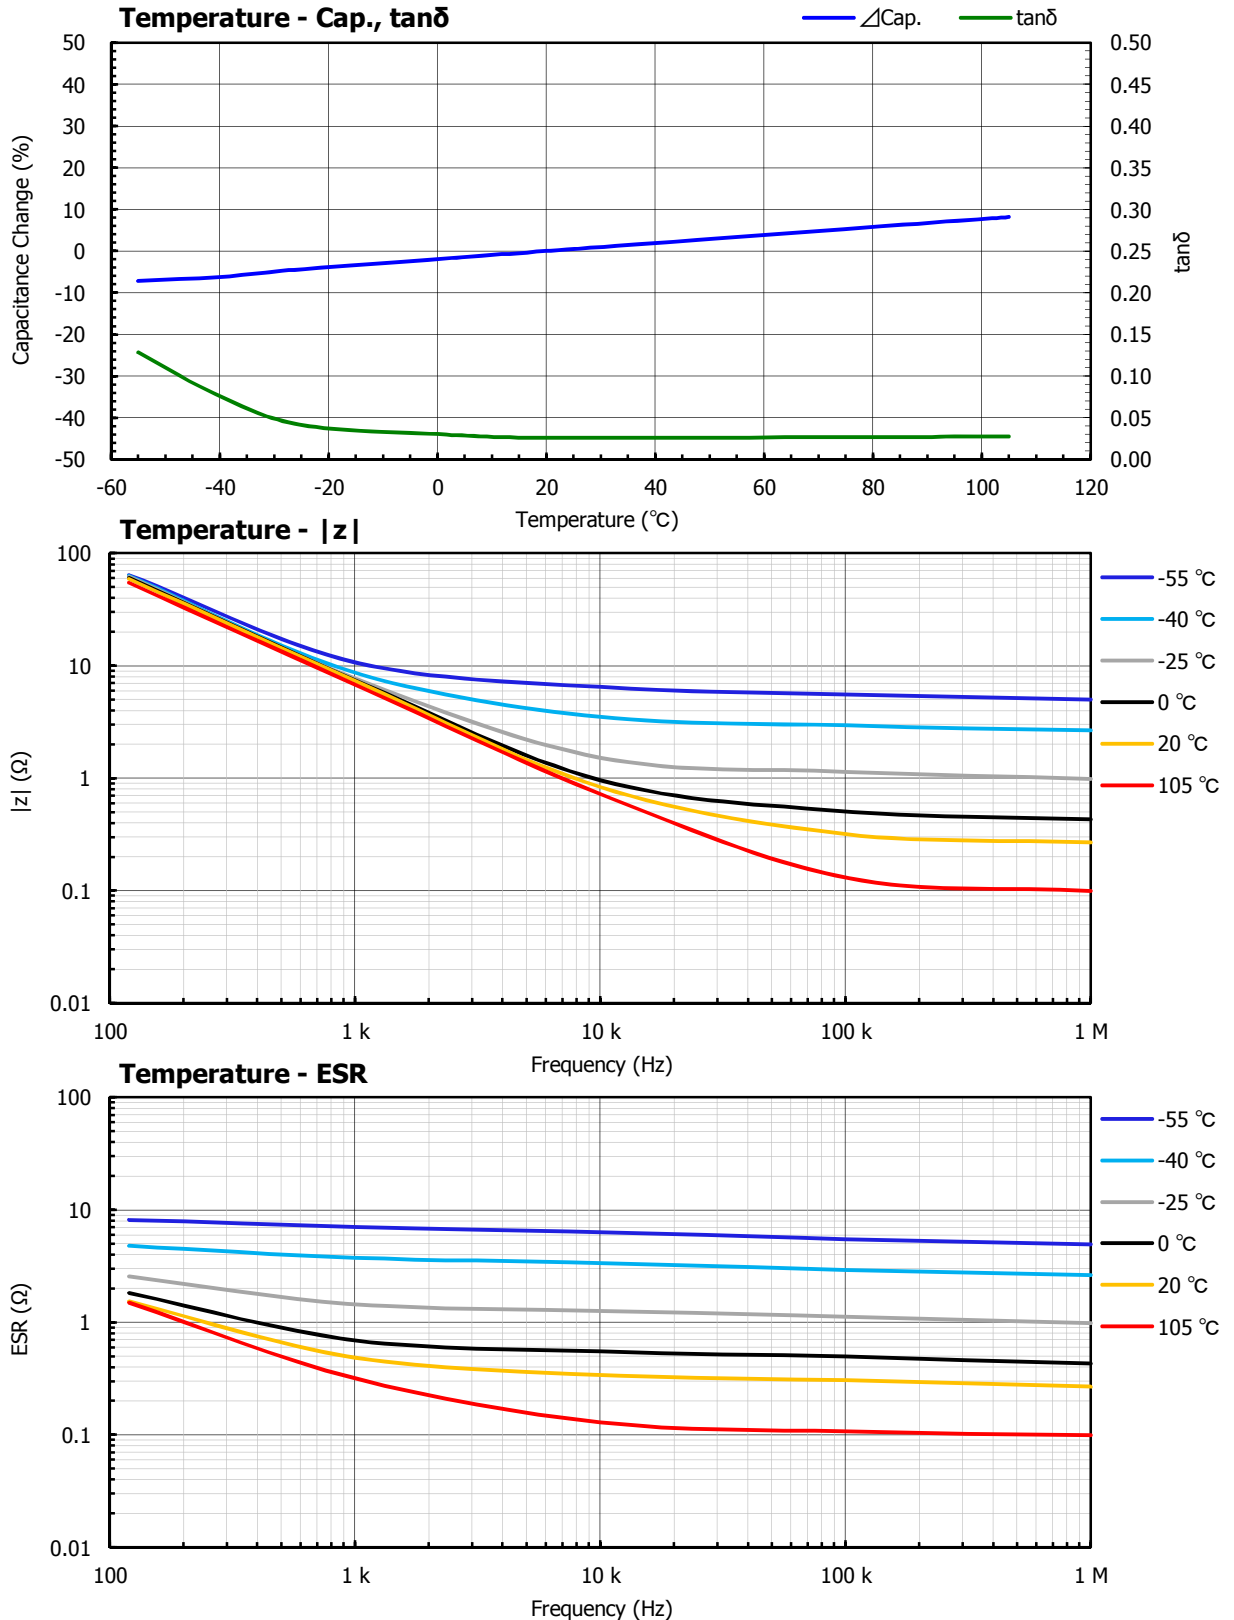 Temperature - Cap., tanδ
⊿Cap.
tanδ
50
40
30
20
10
0
-10
-20
-30
-40
-50
Capacitance Change (%)
0.50
0.45
0.40
0.35
0.30
0.25
0.20
0.15
0.10
0.05
0.00
tanδ
-60
-40
-20
0
20
40
60
80
100
120
Temperature (℃)
Temperature - |z|
100
10
1
0.1
0.01
|z| (Ω)
100
1 k
10 k
100 k
1 M
Frequency (Hz)
-55 ℃
-40 ℃
-25 ℃
0 ℃
20 ℃
105 ℃
Temperature - ESR
100
10
1
0.1
0.01
ESR (Ω)
100
1 k
10 k
100 k
1 M
Frequency (Hz)
-55 ℃
-40 ℃
-25 ℃
0 ℃
20 ℃
105 ℃